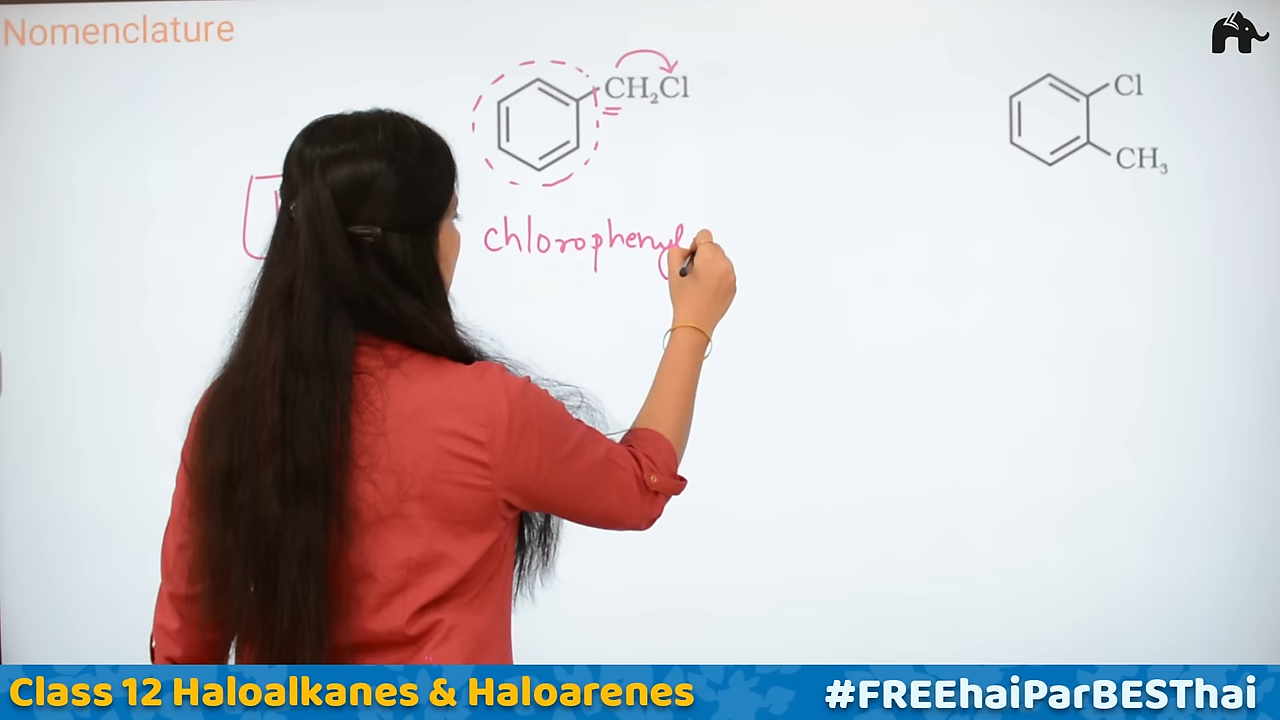 Nomenclature
CH₂Cl
Cl
CH₃
chlorophenyl
Class 12 Haloalkanes & Haloarenes
#FREEhaiParBESThai